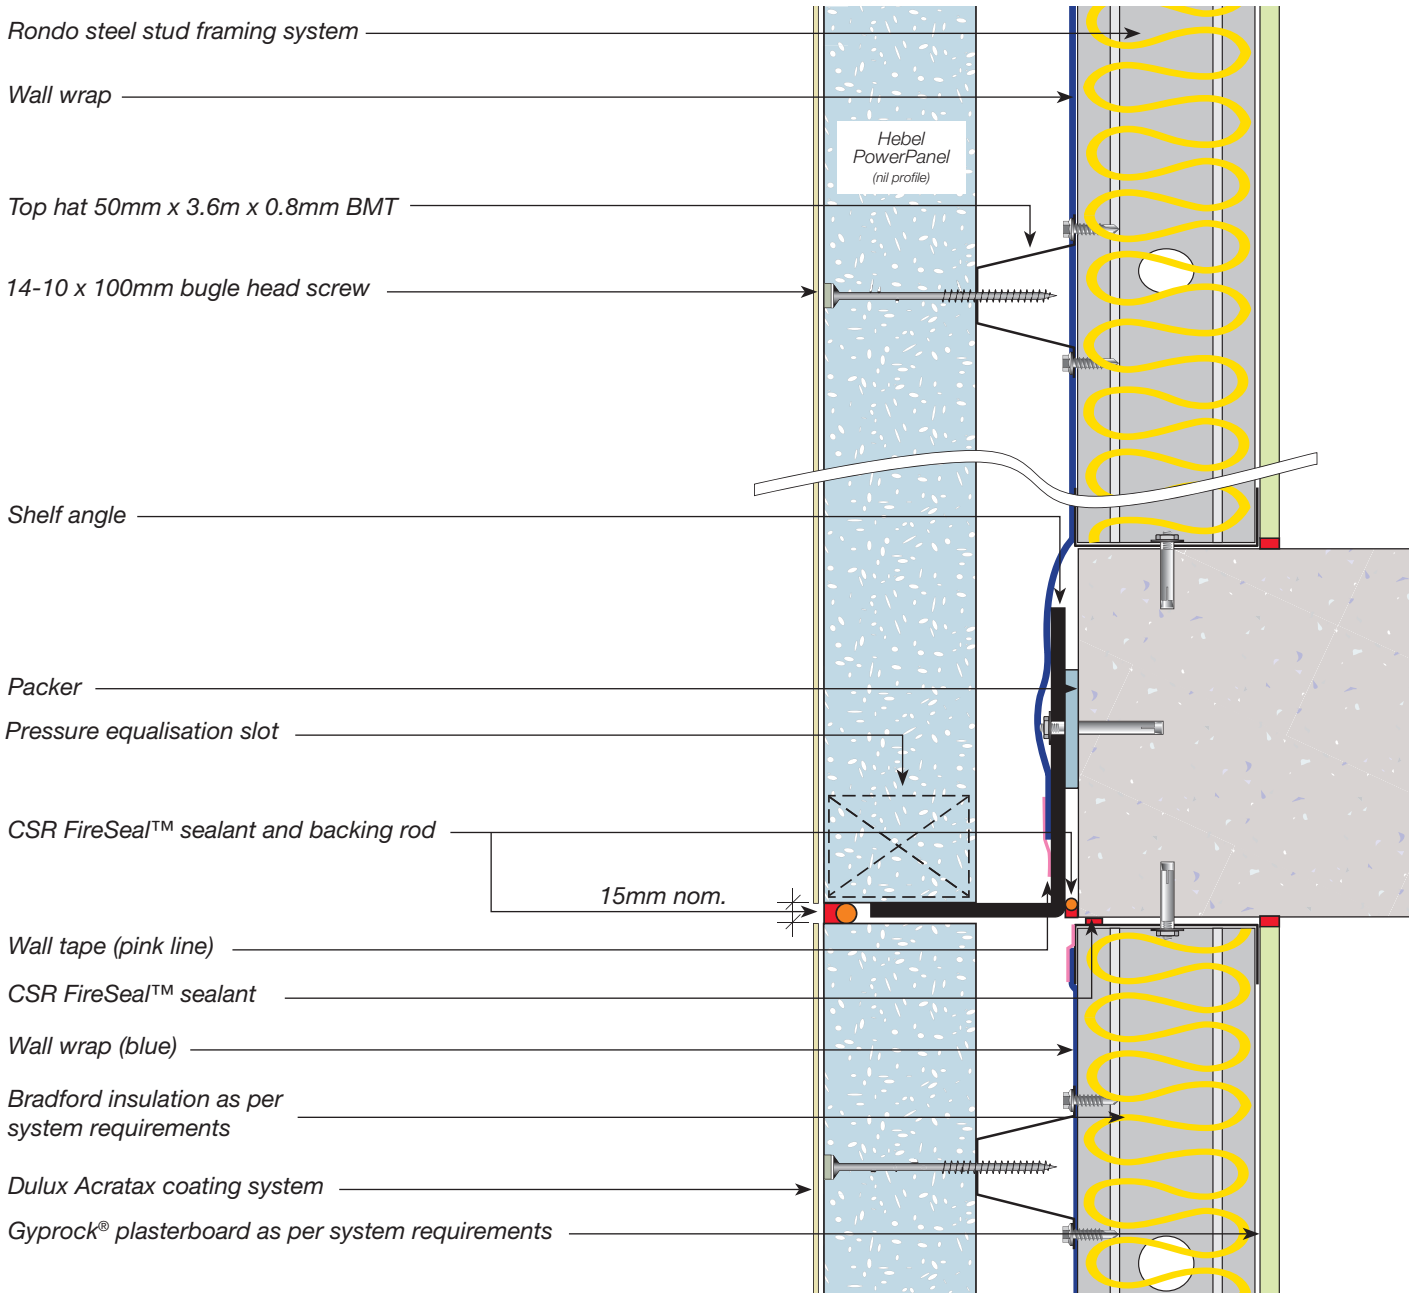 Rondo steel stud framing system
Wall wrap
Hebel
PowerPanel
(nil profile)
Top hat 50mm x 3.6m x 0.8mm BMT
14-10 x 100mm bugle head screw
Shelf angle
Packer
Pressure equalisation slot
CSR FireSeal™ sealant and backing rod
15mm nom.
Wall tape (pink line)
CSR FireSeal™ sealant
Wall wrap (blue)
Bradford insulation as per
system requirements
Dulux Acratax coating system
Gyprock® plasterboard as per system requirements